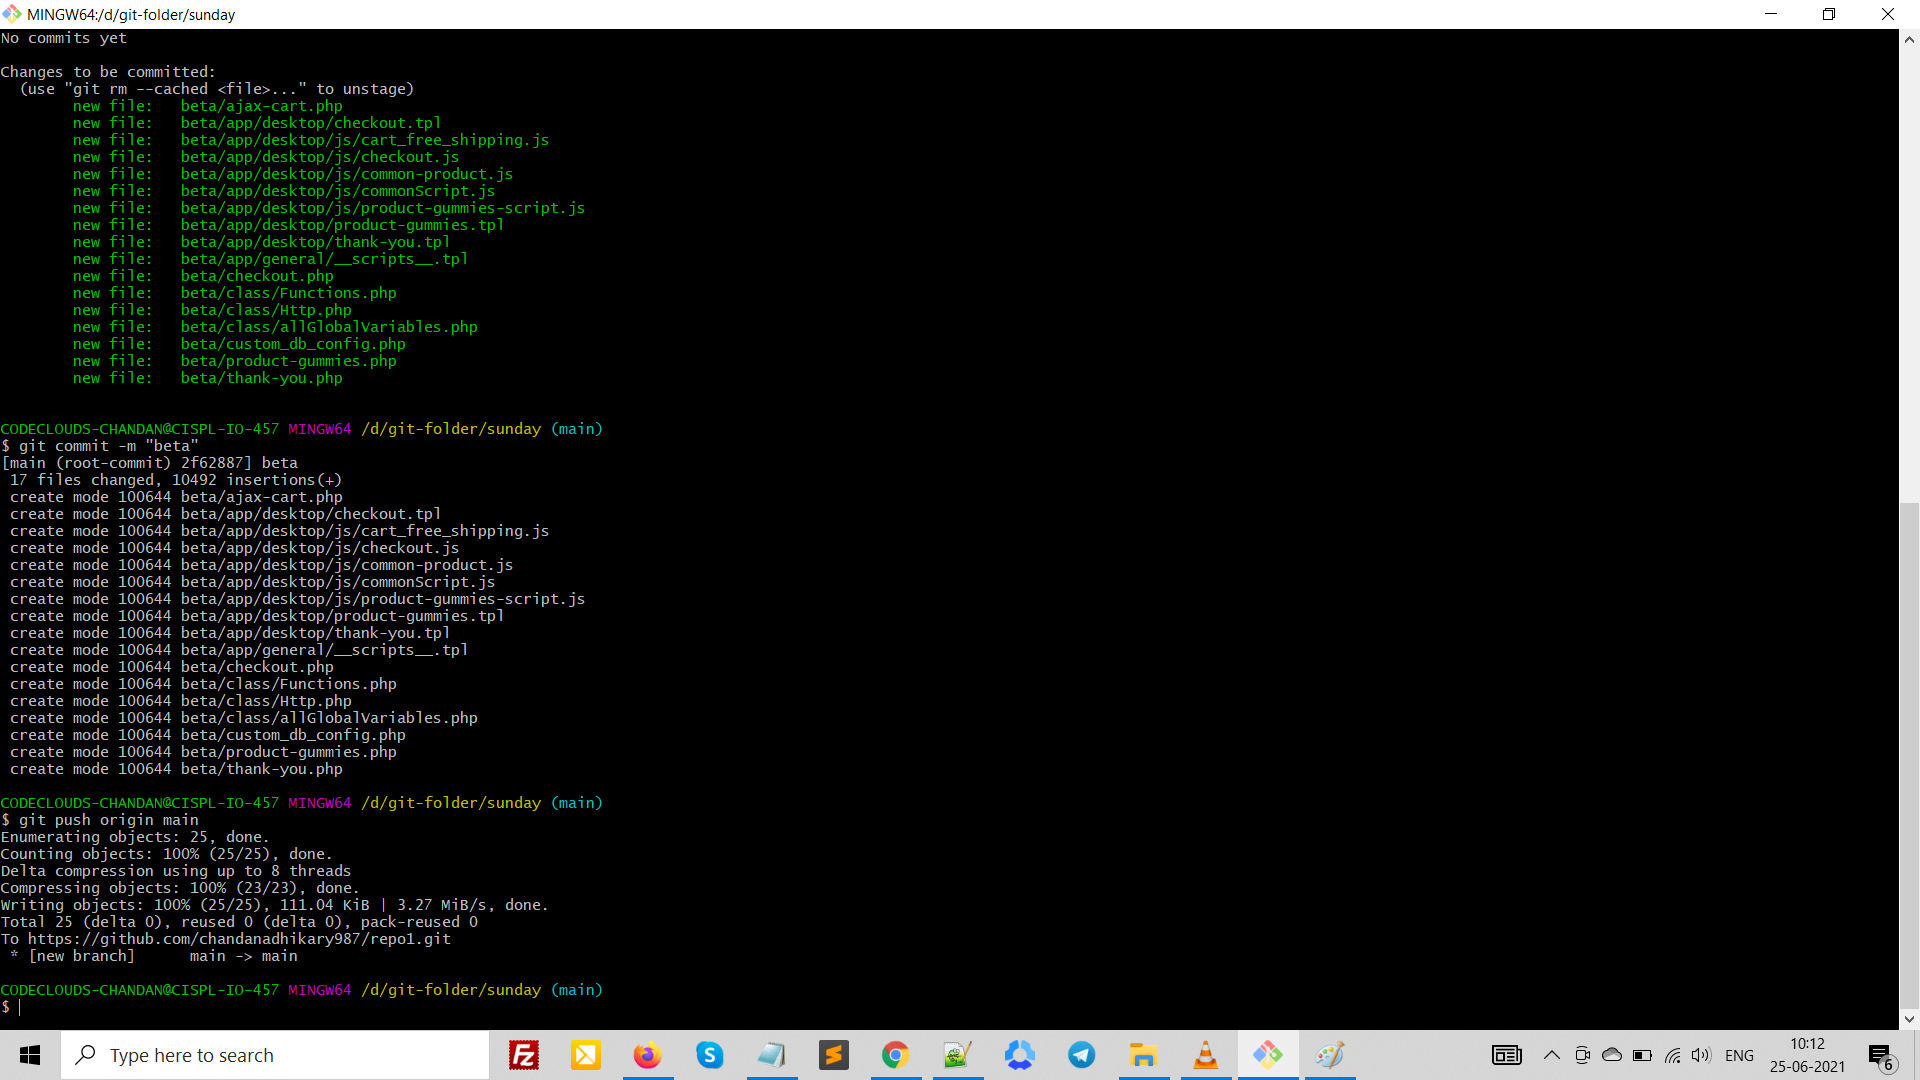 MINGW64:/d/git-folder/sunday
No commits yet
Changes to be committed:
  (use "git rm --cached <file>..." to unstage)
        new file:   beta/ajax-cart.php
        new file:   beta/app/desktop/checkout.tpl
        new file:   beta/app/desktop/js/cart_free_shipping.js
        new file:   beta/app/desktop/js/checkout.js
        new file:   beta/app/desktop/js/common-product.js
        new file:   beta/app/desktop/js/commonScript.js
        new file:   beta/app/desktop/js/product-gummies-script.js
        new file:   beta/app/desktop/product-gummies.tpl
        new file:   beta/app/desktop/thank-you.tpl
        new file:   beta/app/general/__scripts__.tpl
        new file:   beta/checkout.php
        new file:   beta/class/Functions.php
        new file:   beta/class/Http.php
        new file:   beta/class/allGlobalVariables.php
        new file:   beta/custom_db_config.php
        new file:   beta/product-gummies.php
        new file:   beta/thank-you.php
CODECLOUDS-CHANDAN@CISPL-IO-457 MINGW64 /d/git-folder/sunday (main)
$ git commit -m "beta"
[main (root-commit) 2f62887] beta
 17 files changed, 10492 insertions(+)
 create mode 100644 beta/ajax-cart.php
 create mode 100644 beta/app/desktop/checkout.tpl
 create mode 100644 beta/app/desktop/js/cart_free_shipping.js
 create mode 100644 beta/app/desktop/js/checkout.js
 create mode 100644 beta/app/desktop/js/common-product.js
 create mode 100644 beta/app/desktop/js/commonScript.js
 create mode 100644 beta/app/desktop/js/product-gummies-script.js
 create mode 100644 beta/app/desktop/product-gummies.tpl
 create mode 100644 beta/app/desktop/thank-you.tpl
 create mode 100644 beta/app/general/__scripts__.tpl
 create mode 100644 beta/checkout.php
 create mode 100644 beta/class/Functions.php
 create mode 100644 beta/class/Http.php
 create mode 100644 beta/class/allGlobalVariables.php
 create mode 100644 beta/custom_db_config.php
 create mode 100644 beta/product-gummies.php
 create mode 100644 beta/thank-you.php
CODECLOUDS-CHANDAN@CISPL-IO-457 MINGW64 /d/git-folder/sunday (main)
$ git push origin main
Enumerating objects: 25, done.
Counting objects: 100% (25/25), done.
Delta compression using up to 8 threads
Compressing objects: 100% (23/23), done.
Writing objects: 100% (25/25), 111.04 KiB | 3.27 MiB/s, done.
Total 25 (delta 0), reused 0 (delta 0), pack-reused 0
To https://github.com/chandanadhikary987/repo1.git
 * [new branch]      main -> main
CODECLOUDS-CHANDAN@CISPL-IO-457 MINGW64 /d/git-folder/sunday (main)
$
Type here to search
ENG
10:12
25-06-2021
6